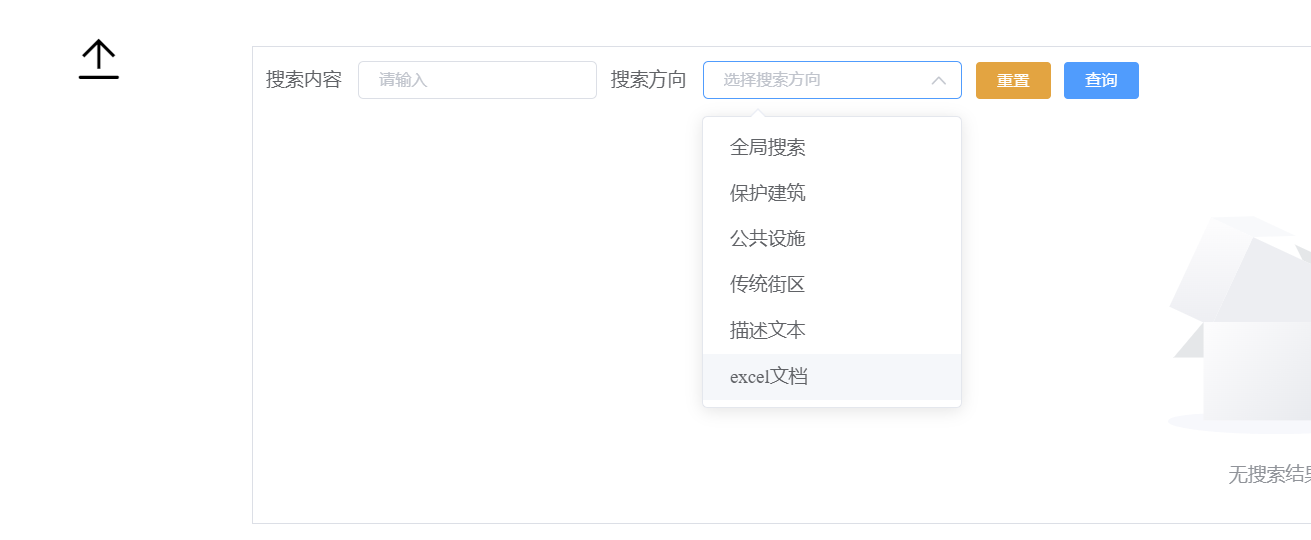 搜索内容 请输入 搜索方向 选择搜索方向 重置 查询
全局搜索
保护建筑
公共设施
传统街区
描述文本
excel文档
无搜索结